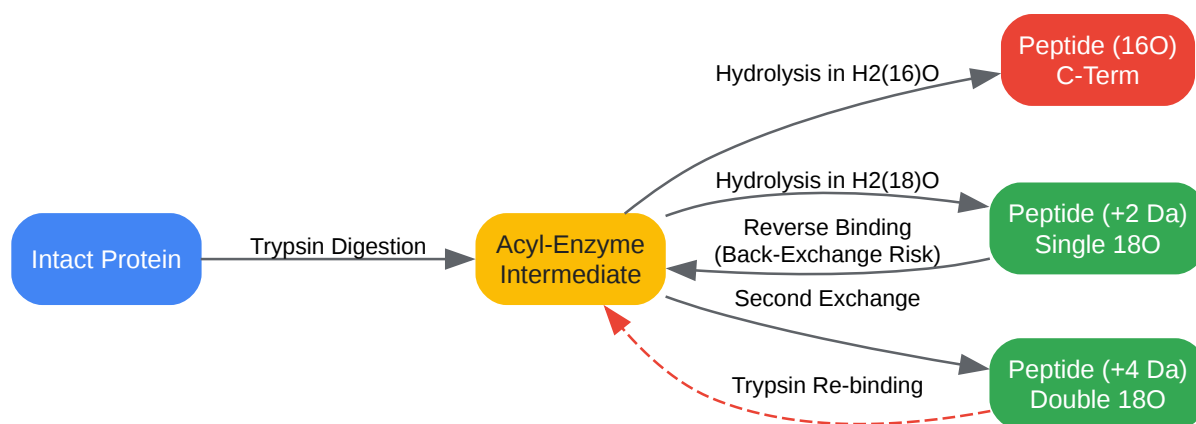 Intact Protein
Trypsin Digestion
Acyl-Enzyme
Intermediate
Hydrolysis in H2(16)O
Peptide (16O)
C-Term
Hydrolysis in H2(18)O
Peptide (+2 Da)
Single 18O
Reverse Binding
(Back-Exchange Risk)
Second Exchange
Peptide (+4 Da)
Double 18O
Trypsin Re-binding